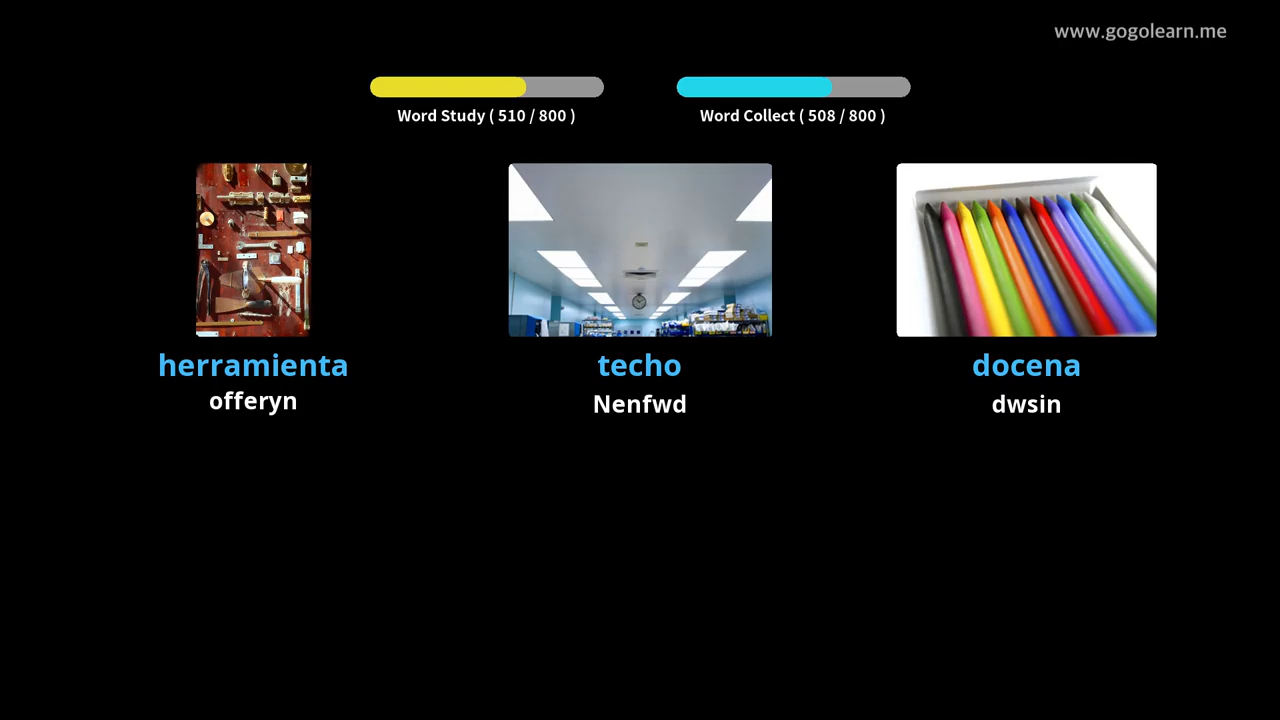 www.gogolearn.me
Word Study ( 510 / 800 )
Word Collect ( 508 / 800 )
herramienta
offeryn
techo
Nenfwd
docena
dwsin